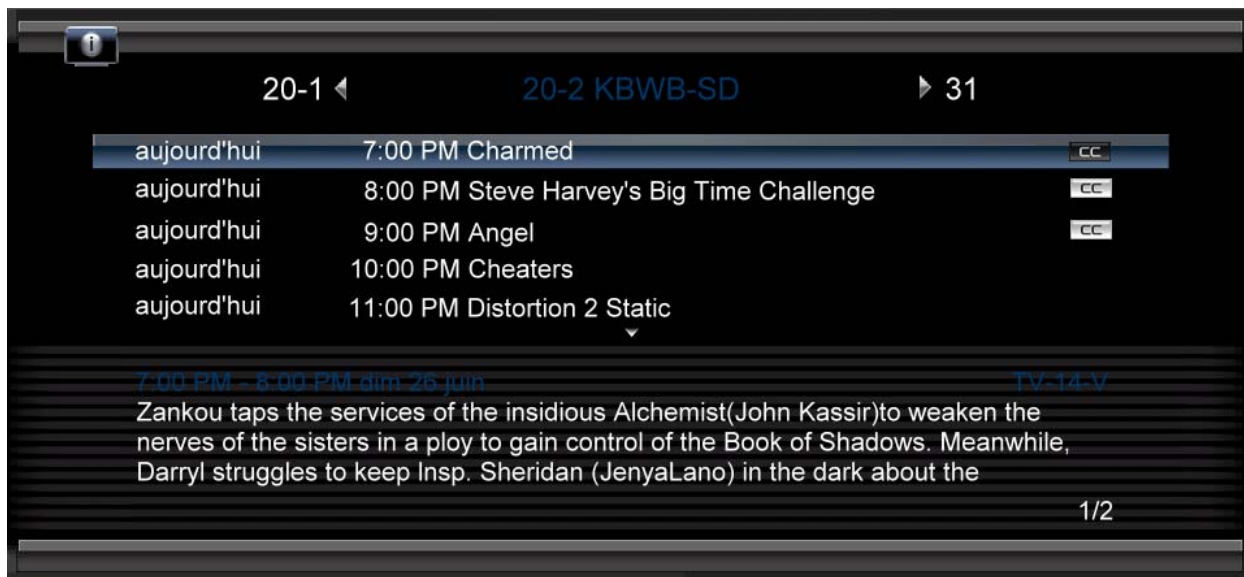 20-1 20-2 KBWB-SD 31
aujourd'hui 7:00 PM Charmed CC
aujourd'hui 8:00 PM Steve Harvey's Big Time Challenge CC
aujourd'hui 9:00 PM Angel CC
aujourd'hui 10:00 PM Cheaters
aujourd'hui 11:00 PM Distortion 2 Static
7:00 PM - 8:00 PM dim 26 juin TV-14-V
Zankou taps the services of the insidious Alchemist(John Kassir)to weaken the
nerves of the sisters in a ploy to gain control of the Book of Shadows. Meanwhile,
Darryl struggles to keep Insp. Sheridan (JenyaLano) in the dark about the
1/2